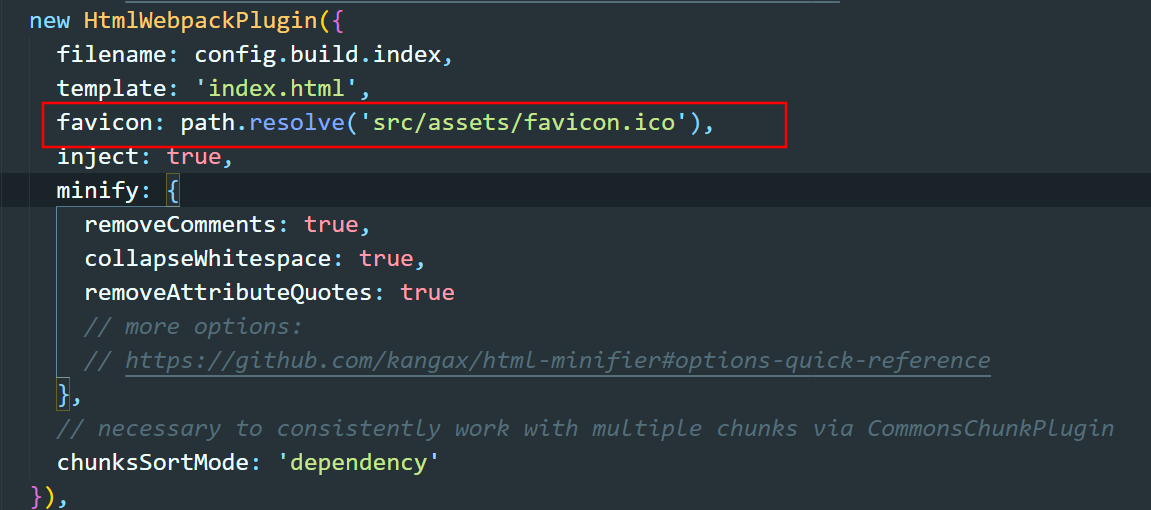 new HtmlWebpackPlugin({
filename: config.build.index,
template: 'index.html',
favicon: path.resolve('src/assets/favicon.ico'),
inject: true,
minify: {
removeComments: true,
collapseWhitespace: true,
removeAttributeQuotes: true
// more options:
// https://github.com/kangax/html-minifier#options-quick-reference
},
// necessary to consistently work with multiple chunks via CommonsChunkPlugin
chunksSortMode: 'dependency'
}),